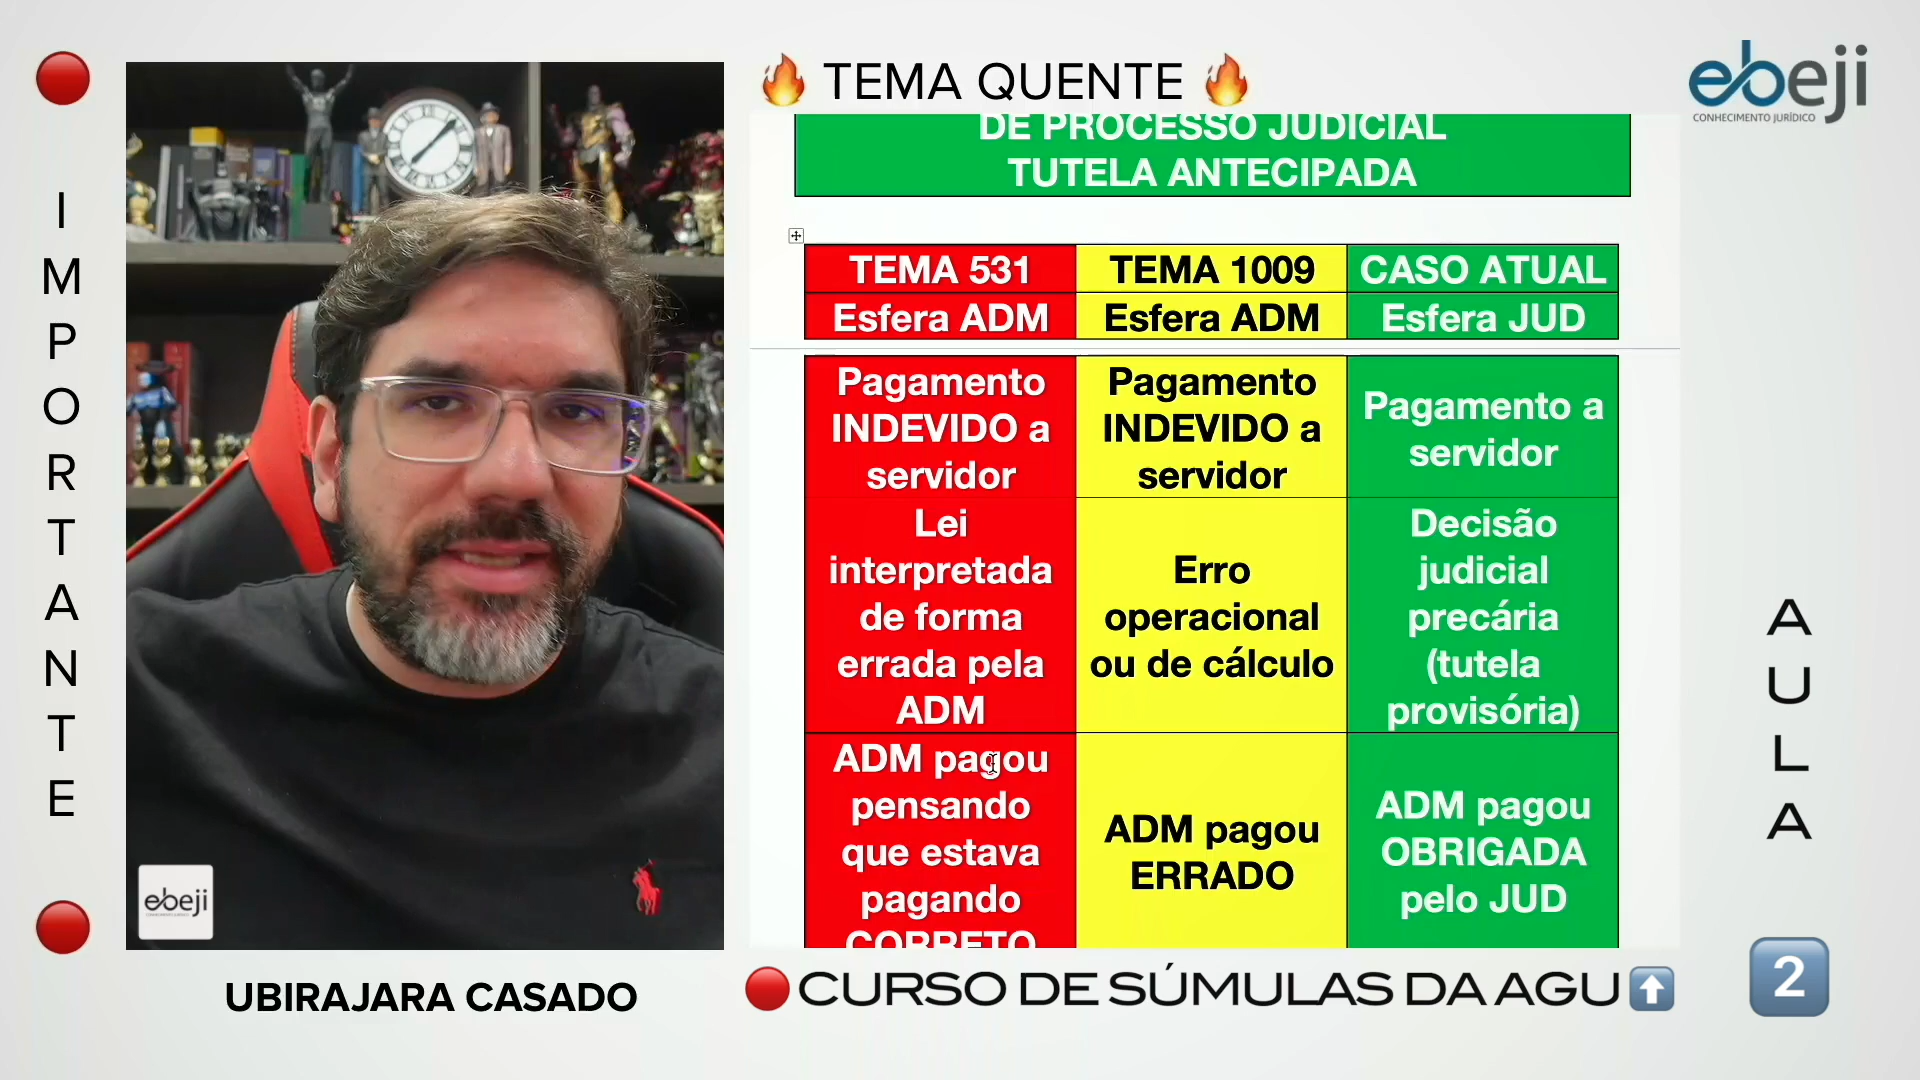 🔥 TEMA QUENTE 🔥
ebeji
CONHECIMENTO JURÍDICO
IMPORTANTE
DE PROCESSO JUDICIAL
TUTELA ANTECIPADA
TEMA 531
TEMA 1009
CASO ATUAL
Esfera ADM
Esfera ADM
Esfera JUD
Pagamento
INDEVIDO a
servidor
Pagamento
INDEVIDO a
servidor
Pagamento a
servidor
Lei
interpretada
de forma
errada pela
ADM
Erro
operacional
ou de cálculo
Decisão
judicial
precária
(tutela
provisória)
ADM pagou
pensando
que estava
pagando
CORRETO
ADM pagou
ERRADO
ADM pagou
OBRIGADA
pelo JUD
AULA
2
ebeji
UBIRAJARA CASADO
CURSO DE SÚMULAS DA AGU